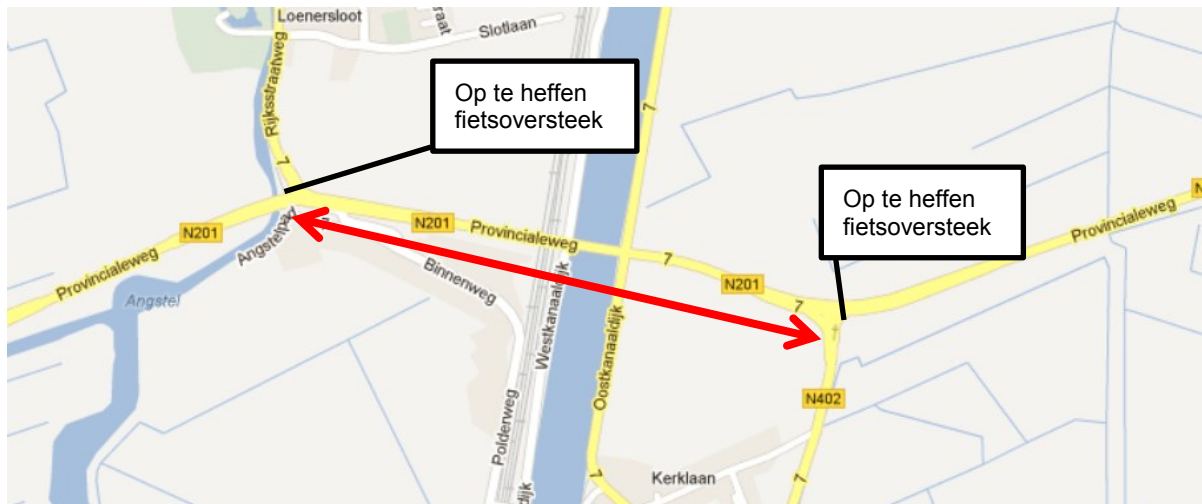 Loenersloot
Slotlaan
Rijksstraatweg
7
Op te heffen
fietsoversteek
7
Op te heffen
fietsoversteek
N201
Provincialeweg
Angstelpad
7
N201
Provincialeweg
7
Provincialeweg
Binnenweg
Westkanaaldijk
N201
7
Angstel
Oostkanaaldijk
N402
Polderweg
Kerklaan
7
7